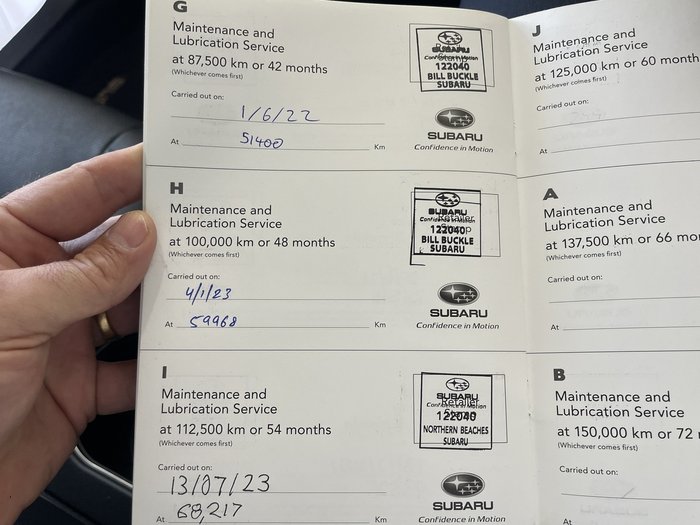 G
Maintenance and
Lubrication Service
at 87,500 km or 42 months
(Whichever comes first)
Carried out on:
1/6/22
At 51400 Km
SUBARU
122040
BILL BUCKLE
SUBARU
SUBARU
Confidence in Motion
H
Maintenance and
Lubrication Service
at 100,000 km or 48 months
(Whichever comes first)
Carried out on:
4/1/23
At 59968 Km
SUBARU
Retailer
122040
BILL BUCKLE
SUBARU
SUBARU
Confidence in Motion
I
Maintenance and
Lubrication Service
at 112,500 km or 54 months
(Whichever comes first)
Carried out on:
13/07/23
At 68,217 Km
SUBARU
Retailer
122040
NORTHERN BEACHES
SUBARU
SUBARU
Confidence in Motion
J
Maintenance and
Lubrication Service
at 125,000 km or 60 month
(Whichever comes first)
Carried out on:
At
A
Maintenance and
Lubrication Service
at 137,500 km or 66 mo
(Whichever comes first)
Carried out on:
At
B
Maintenance and
Lubrication Service
at 150,000 km or 72
(Whichever comes first)
Carried out on:
At